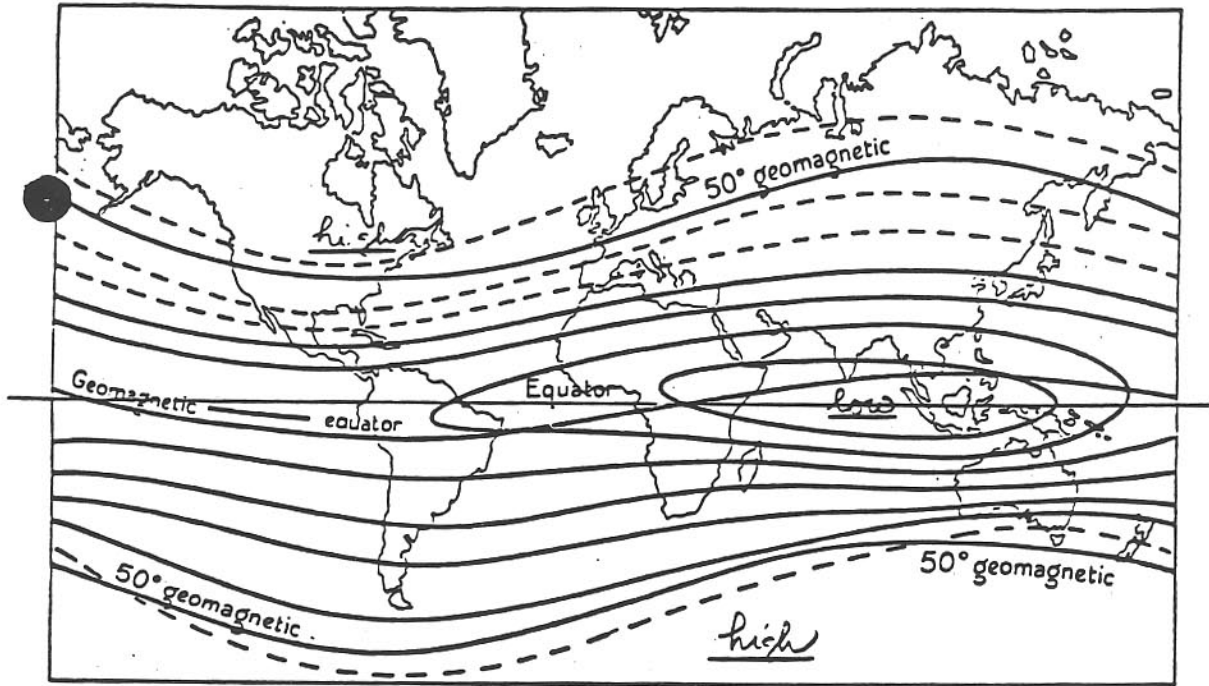 50° geomagnetic
high
Equator
Geomagnetic
equator
low
50° geomagnetic
50° geomagnetic
high